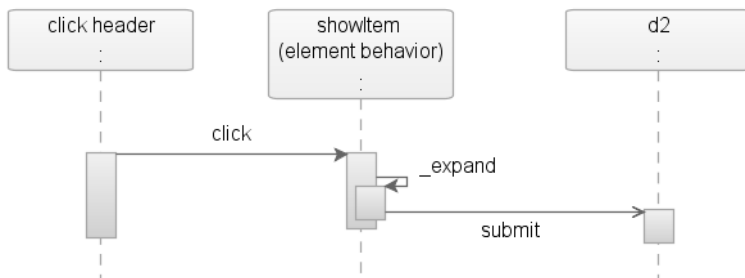 click header
:
showItem
(element behavior)
:
d2
:
click
_expand
submit